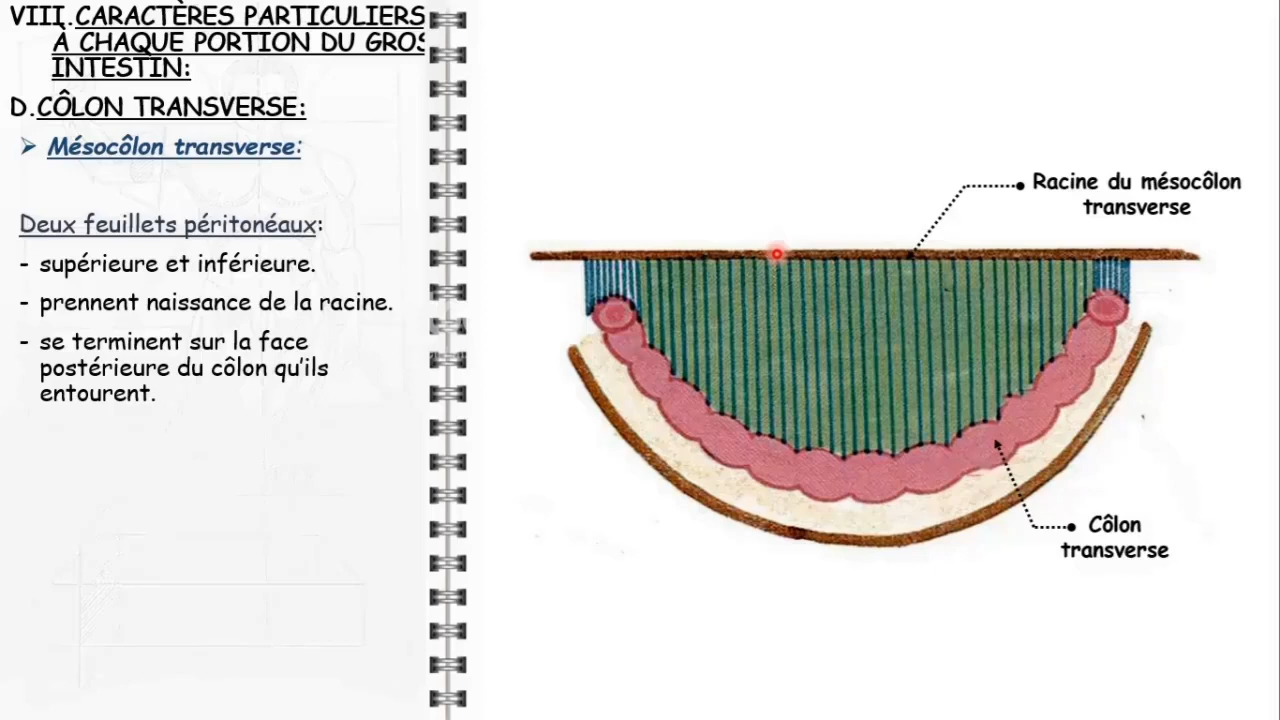 VIII.CARACTÈRES PARTICULIERS
À CHAQUE PORTION DU GROS
INTESTIN:
D.CÔLON TRANSVERSE:
➢ Mésocôlon transverse:
Deux feuillets péritonéaux:
- supérieure et inférieure.
- prennent naissance de la racine.
- se terminent sur la face
postérieure du côlon qu'ils
entourent.
Racine du mésocôlon
transverse
Côlon
transverse